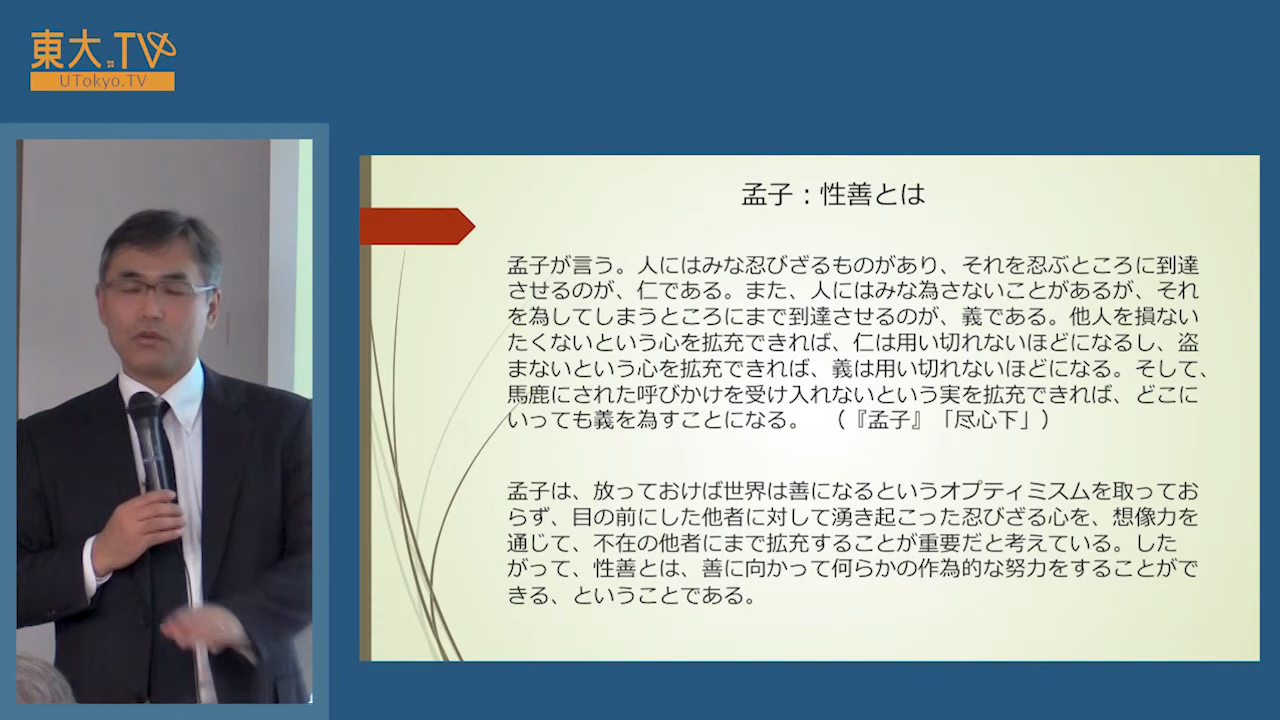 東大.TV
UTokyo.TV
孟子：性善とは
孟子が言う。人にはみな忍びざるものがあり、それを忍ぶところに到達
させるのが、仁である。また、人にはみな為さないことがあるが、それ
を為してしまうところにまで到達させるのが、義である。他人を損ない
たくないという心を拡充できれば、仁は用い切れないほどになるし、盗
まないという心を拡充できれば、義は用い切れないほどになる。そして、
馬鹿にされた呼びかけを受け入れないという実を拡充できれば、どこに
いっても義を為すことになる。　（『孟子』「尽心下」）
孟子は、放っておけば世界は善になるというオプティミスムを取ってお
らず、目の前にした他者に対して湧き起こった忍びざる心を、想像力を
通じて、不在の他者にまで拡充することが重要だと考えている。した
がって、性善とは、善に向かって何らかの作為的な努力をすることがで
きる、ということである。